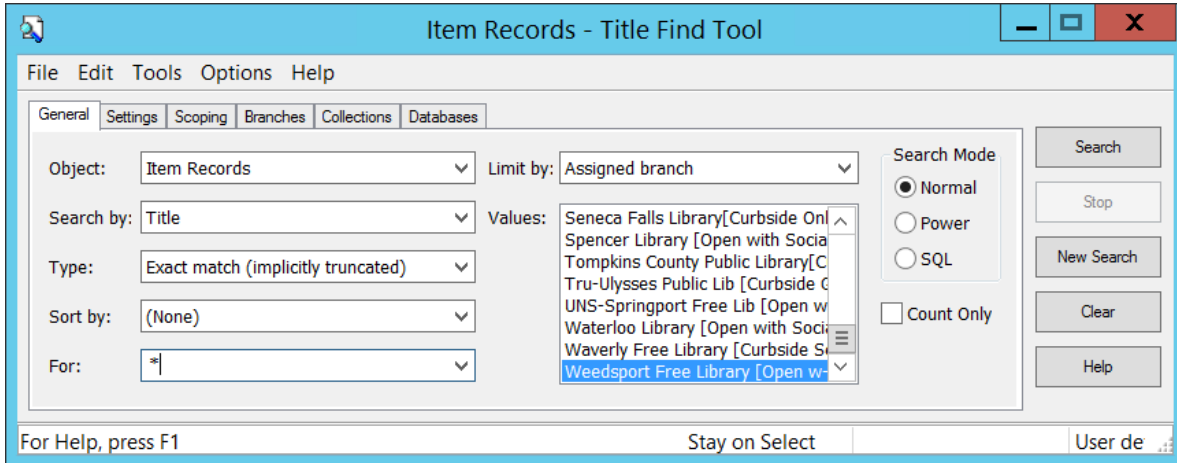 Item Records - Title Find Tool
File Edit Tools Options Help
General Settings Scoping Branches Collections Databases
Object: Item Records
Search by: Title
Type: Exact match (implicitly truncated)
Sort by: (None)
For: *
Limit by: Assigned branch
Values: Seneca Falls Library[Curbside Onl
Spencer Library [Open with Socia
Tompkins County Public Library[C
Tru-Ulysses Public Lib [Curbside G
UNS-Springport Free Lib [Open w
Waterloo Library [Open with Socia
Waverly Free Library [Curbside Se
Weedsport Free Library [Open w-
Search Mode
Normal
Power
SQL
Count Only
Search
Stop
New Search
Clear
Help
For Help, press F1 Stay on Select User de